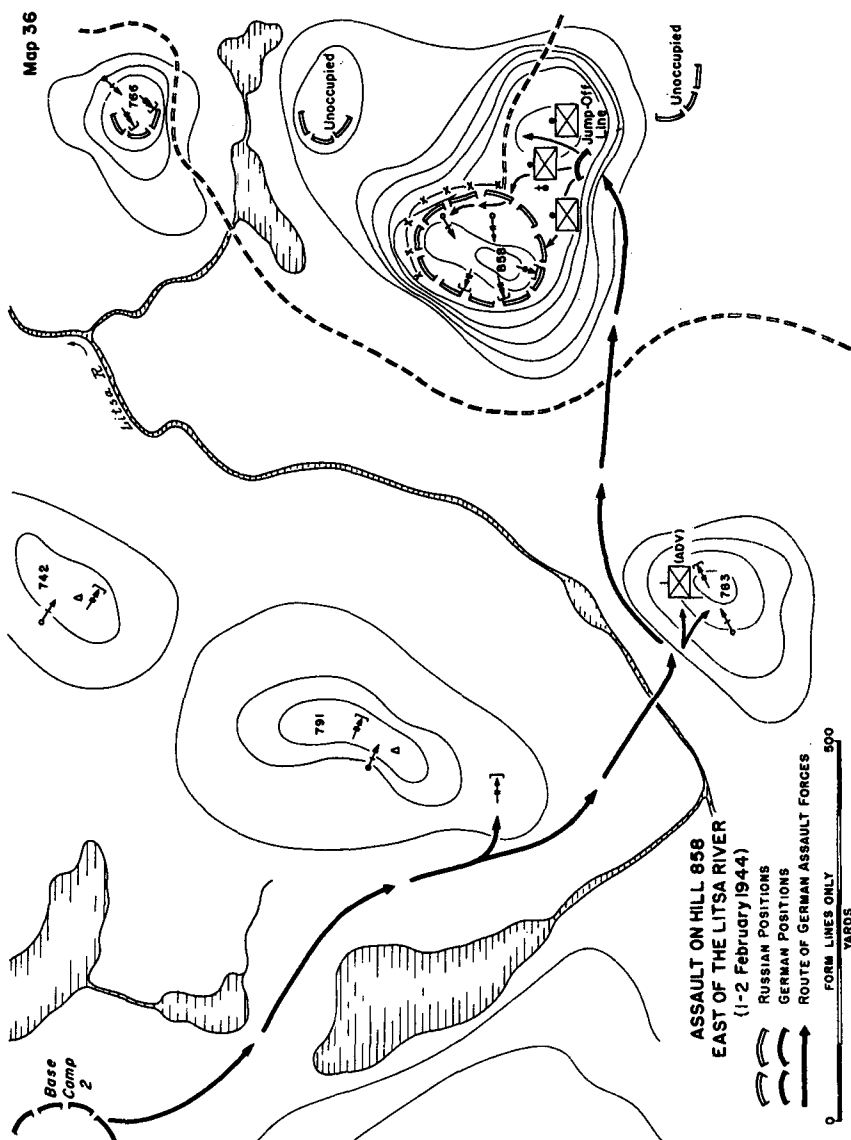 Map 36
766
Unoccupied
Unoccupied
Jump-Off
Line
858
Litsa R
742
791
(ADV)
763
Base
Camp
2
ASSAULT ON HILL 858
EAST OF THE LITSA RIVER
(1-2 February 1944)
RUSSIAN POSITIONS
GERMAN POSITIONS
ROUTE OF GERMAN ASSAULT FORCES
FORM LINES ONLY
0 500
YARDS